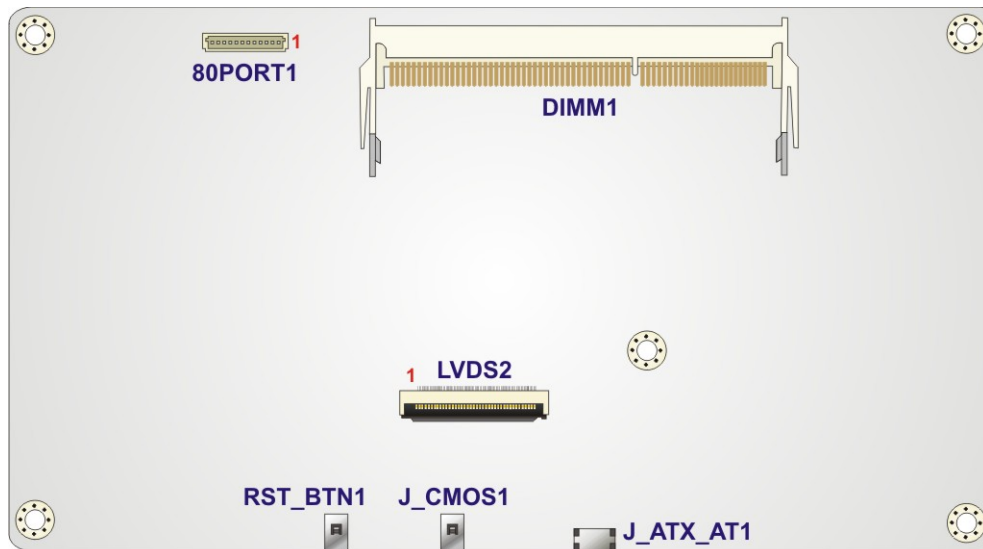 1
80PORT1
DIMM1
1
LVDS2
RST_BTN1
J_CMOS1
J_ATX_AT1